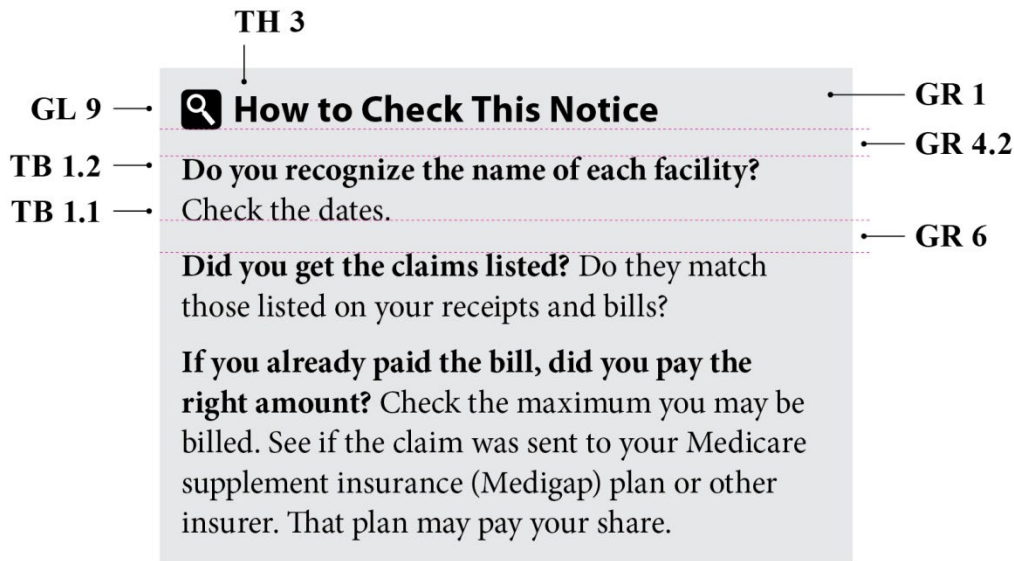 TH 3
GL 9
How to Check This Notice
GR 1
GR 4.2
TB 1.2
Do you recognize the name of each facility?
TB 1.1
Check the dates.
GR 6
Did you get the claims listed? Do they match
those listed on your receipts and bills?
If you already paid the bill, did you pay the
right amount? Check the maximum you may be
billed. See if the claim was sent to your Medicare
supplement insurance (Medigap) plan or other
insurer. That plan may pay your share.